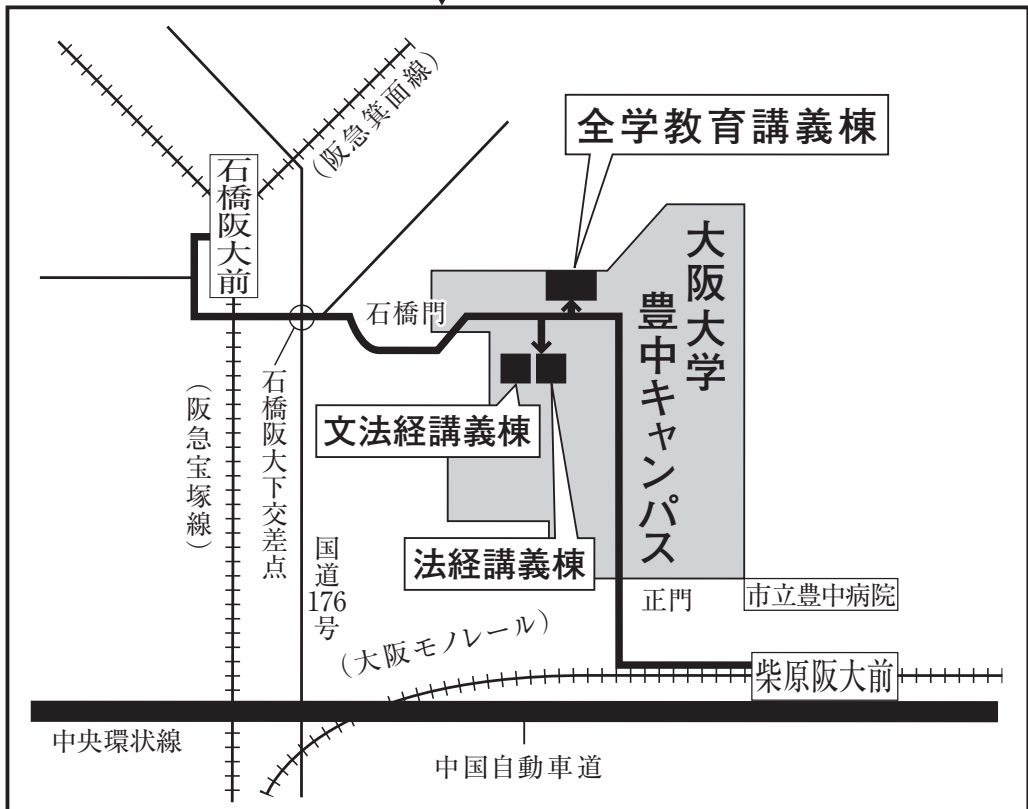 (阪急箕面線)
全学教育講義棟
石橋阪大前
大阪大学
豊中キャンパス
石橋門
(阪急宝塚線)
石橋阪大下交差点
文法経講義棟
法経講義棟
国道176号
正門
市立豊中病院
(大阪モノレール)
柴原阪大前
中央環状線
中国自動車道